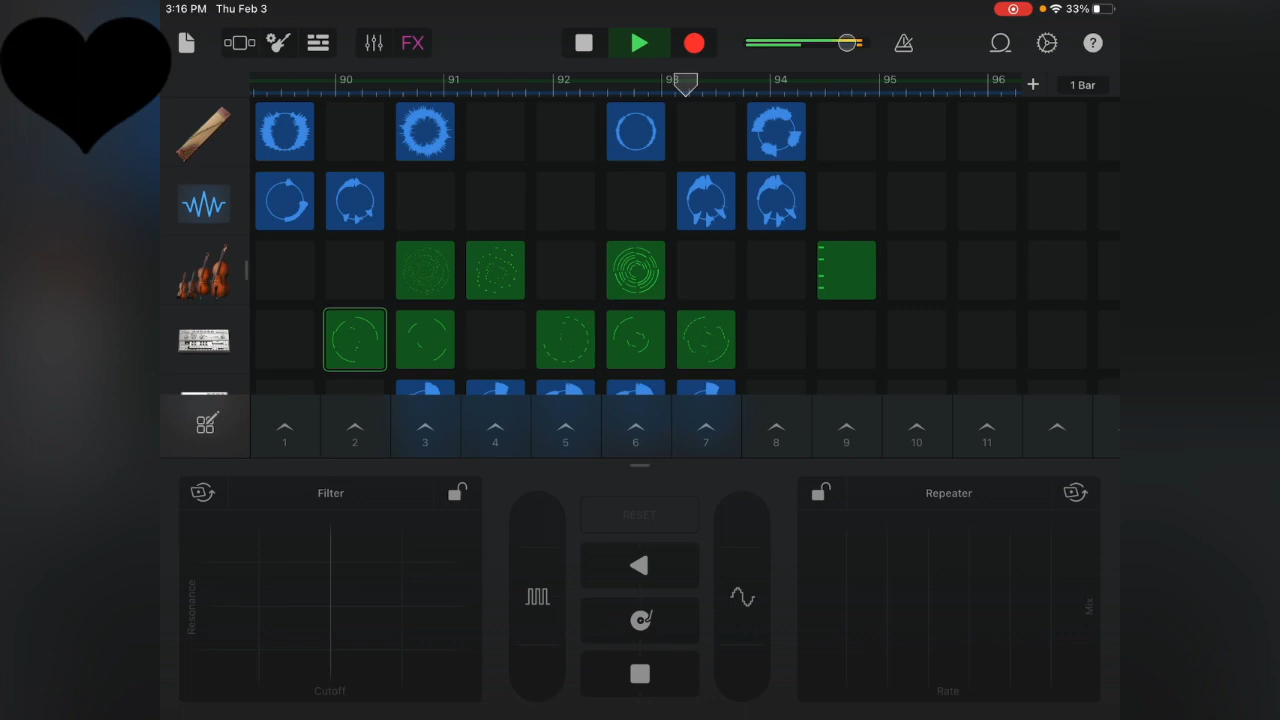 3:16 PM Thu Feb 3 33%
FX ?
90 91 92 93 94 95 96 + 1 Bar
1 2 3 4 5 6 7 8 9 10 11
Filter RESET Repeater
Resonance Mix
Cutoff Rate